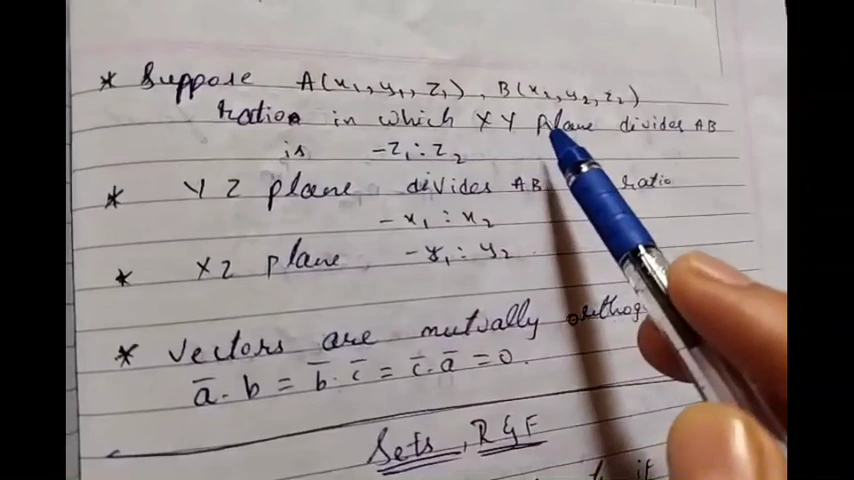 * Suppose A(x₁,y₁,z₁), B(x₂,y₂,z₂)
ratio in which XY plane divides AB
is -z₁:z₂
* YZ plane divides AB ratio
-x₁ : x₂
* XZ plane -y₁ : y₂
* vectors are mutually orthog
a̅.b = b̅.c̅ = c̅.a̅ = 0.
Sets, R & F
if